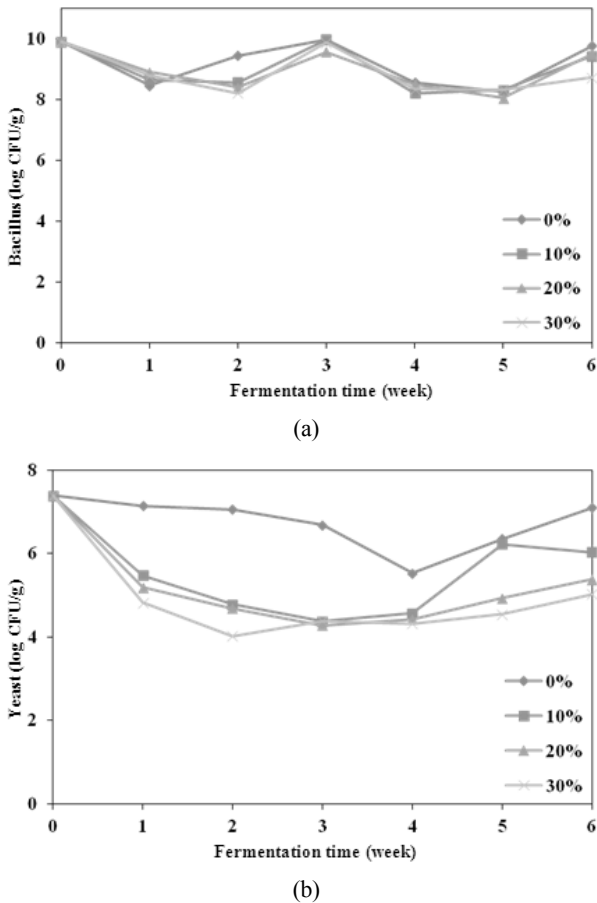 10
8
6
4
2
0
Bacillus (log CFU/g)
0%
10%
20%
30%
0 1 2 3 4 5 6
Fermentation time (week)
(a)
8
6
4
2
0
Yeast (log CFU/g)
0%
10%
20%
30%
0 1 2 3 4 5 6
Fermentation time (week)
(b)